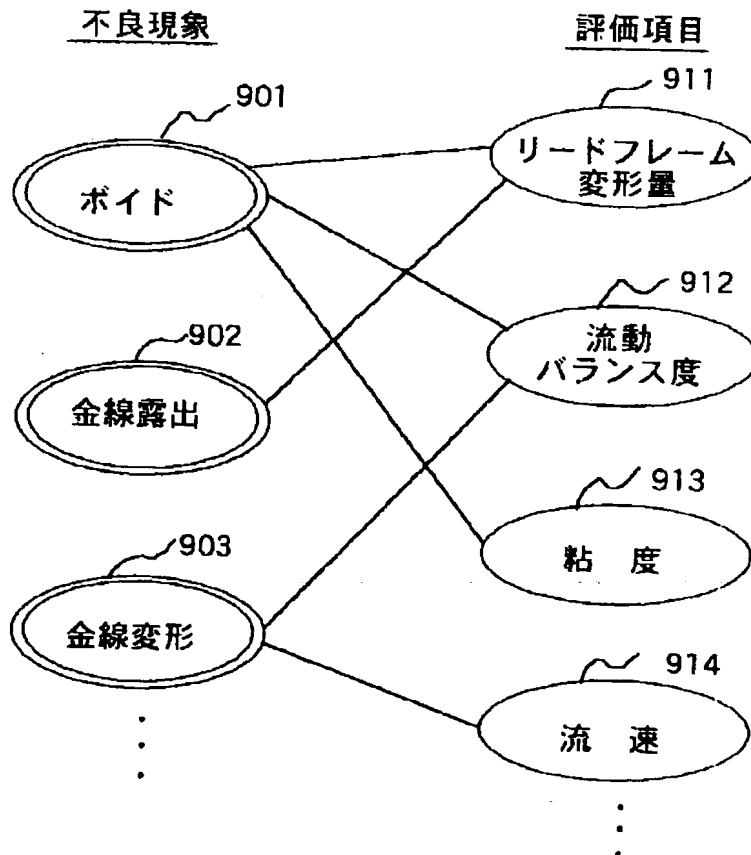 不良現象
評価項目
901
ボイド
902
金線露出
903
金線変形
911
リードフレーム
変形量
912
流動
バランス度
913
粘 度
914
流 速